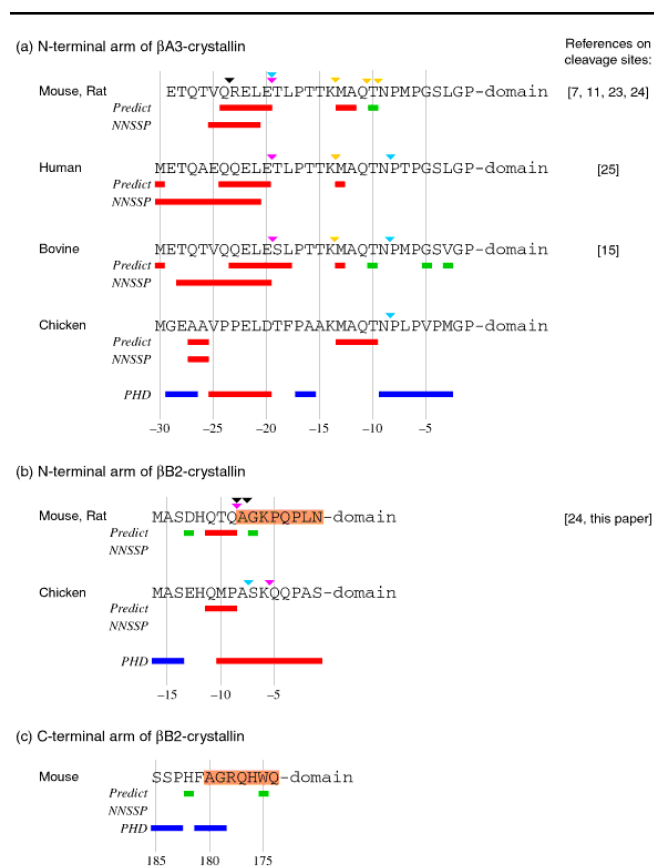 (a) N-terminal arm of βA3-crystallin
References on
cleavage sites:
Mouse, Rat ETQTVQRELETLPTTKMAQTNPMPGSLGP-domain [7, 11, 23, 24]
Predict
NNSSP
Human METQTAEQQELETLPTTKMAQTNPTPGSLGP-domain [25]
Predict
NNSSP
Bovine METQTVQQELESLPTTKMAQTNPMPGSVGP-domain [15]
Predict
NNSSP
Chicken MGEAAVPPELDTFPAAKMAQTNPLPVPMGP-domain
Predict
NNSSP
PHD
−30 −25 −20 −15 −10 −5
(b) N-terminal arm of βB2-crystallin
Mouse, Rat MASDHQTQAGKPQPLN-domain [24, this paper]
Predict
NNSSP
Chicken MASEHQMPASKQQPAS-domain
Predict
NNSSP
PHD
−15 −10 −5
(c) C-terminal arm of βB2-crystallin
Mouse SSPHFAGRQHWQ-domain
Predict
NNSSP
PHD
185 180 175